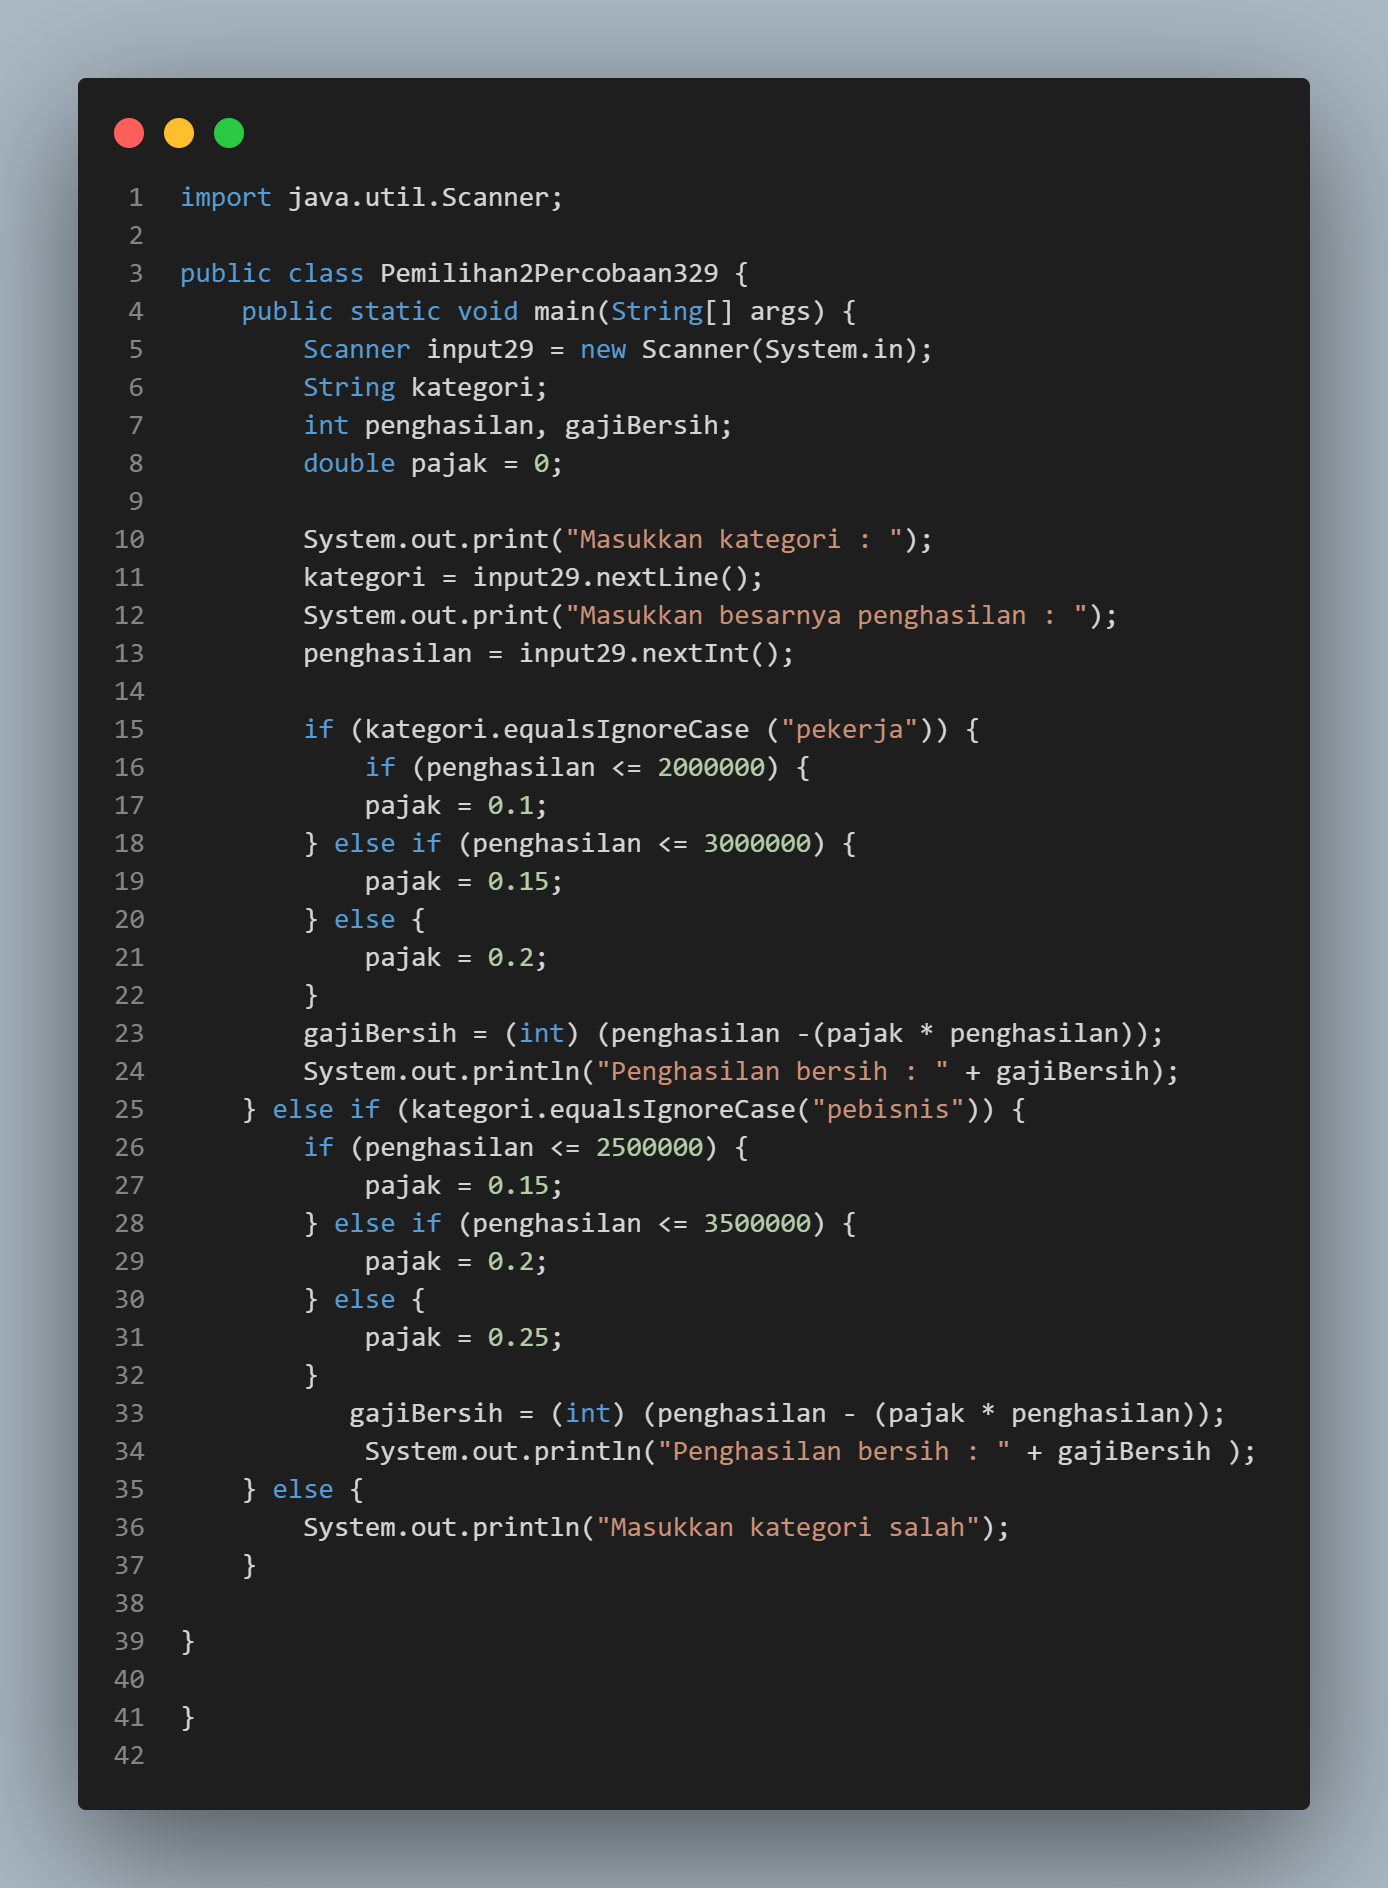 1 import java.util.Scanner;
2
3 public class Pemilihan2Percobaan329 {
4     public static void main(String[] args) {
5         Scanner input29 = new Scanner(System.in);
6         String kategori;
7         int penghasilan, gajiBersih;
8         double pajak = 0;
9
10         System.out.print("Masukkan kategori : ");
11         kategori = input29.nextLine();
12         System.out.print("Masukkan besarnya penghasilan : ");
13         penghasilan = input29.nextInt();
14
15         if (kategori.equalsIgnoreCase ("pekerja")) {
16             if (penghasilan <= 2000000) {
17             pajak = 0.1;
18         } else if (penghasilan <= 3000000) {
19             pajak = 0.15;
20         } else {
21             pajak = 0.2;
22         }
23         gajiBersih = (int) (penghasilan -(pajak * penghasilan));
24         System.out.println("Penghasilan bersih : " + gajiBersih);
25     } else if (kategori.equalsIgnoreCase("pebisnis")) {
26         if (penghasilan <= 2500000) {
27             pajak = 0.15;
28         } else if (penghasilan <= 3500000) {
29             pajak = 0.2;
30         } else {
31             pajak = 0.25;
32         }
33            gajiBersih = (int) (penghasilan - (pajak * penghasilan));
34             System.out.println("Penghasilan bersih : " + gajiBersih );
35     } else {
36         System.out.println("Masukkan kategori salah");
37     }
38
39 }
40
41 }
42